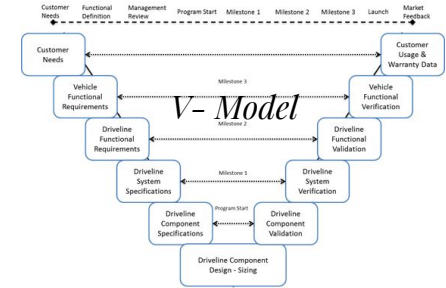 Customer Needs
Functional Definition
Management Review
Program Start
Milestone 1
Milestone 2
Milestone 3
Launch
Market Feedback
Customer
Needs
Customer
Usage &
Warranty Data
Milestone 3
Vehicle
Functional
Requirements
Vehicle
Functional
Verification
V- Model
Milestone 2
Driveline
Functional
Requirements
Driveline
Functional
Validation
Milestone 1
Driveline
System
Specifications
Driveline
System
Verification
Program Start
Driveline
Component
Specifications
Driveline
Component
Validation
Driveline Component
Design - Sizing